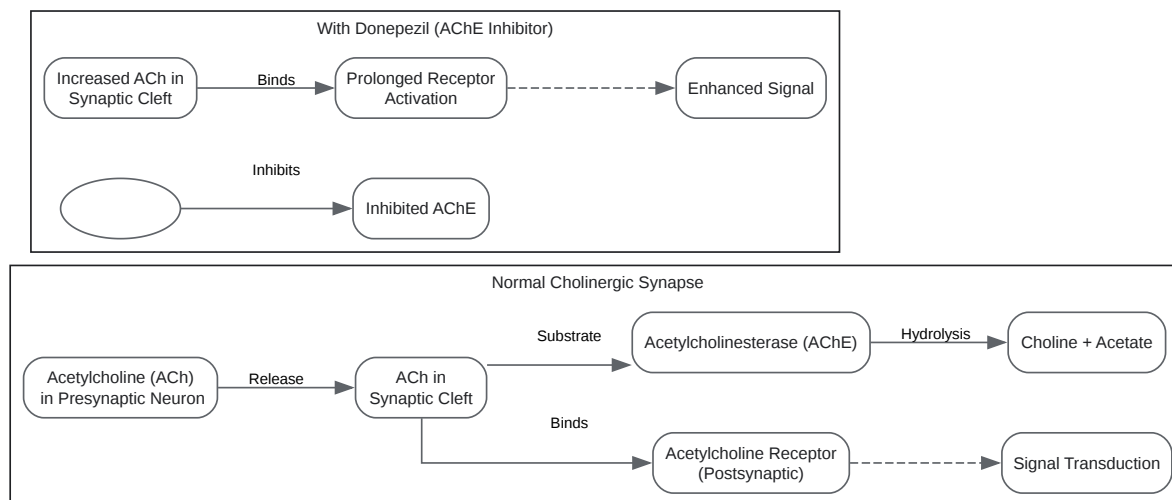 With Donepezil (AChE Inhibitor)
Increased ACh in
Synaptic Cleft
Binds
Prolonged Receptor
Activation
Enhanced Signal
Inhibits
Inhibited AChE
Normal Cholinergic Synapse
Acetylcholine (ACh)
in Presynaptic Neuron
Release
ACh in
Synaptic Cleft
Substrate
Acetylcholinesterase (AChE)
Hydrolysis
Choline + Acetate
Binds
Acetylcholine Receptor
(Postsynaptic)
Signal Transduction